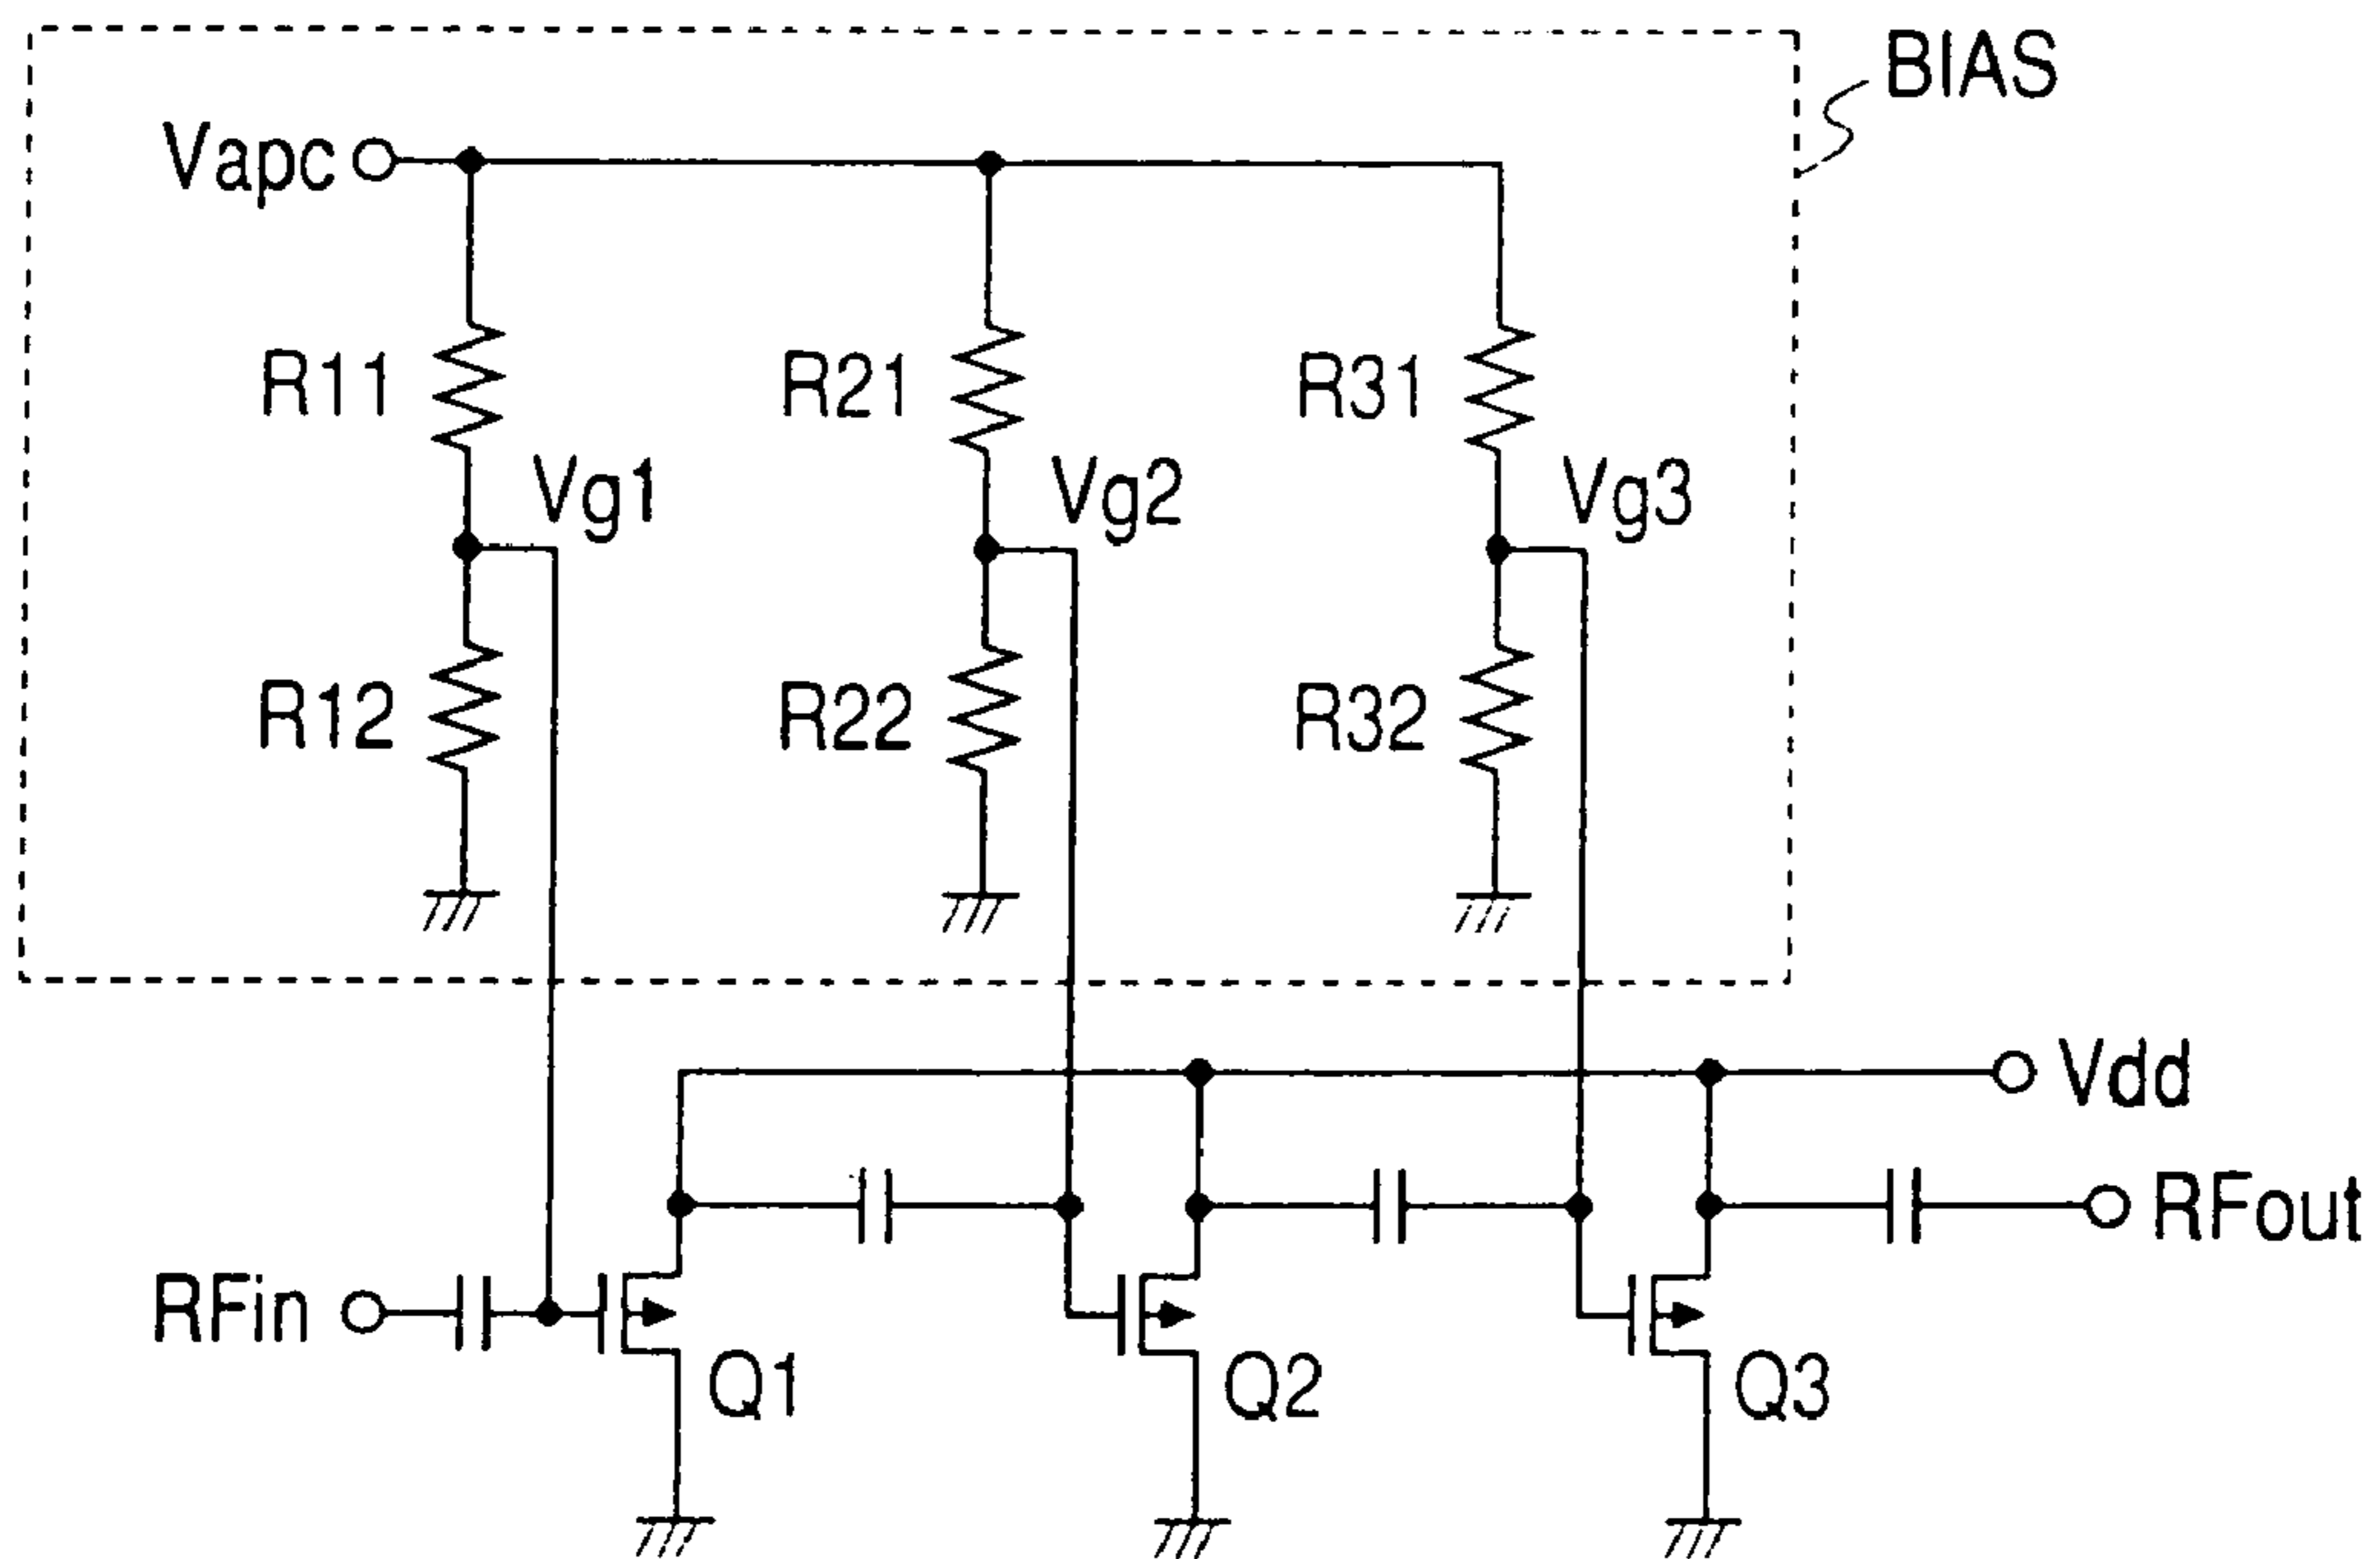 BIAS
Vapc
R11
R21
R31
Vg1
Vg2
Vg3
R12
R22
R32
Vdd
RFout
RFin
Q1
Q2
Q3